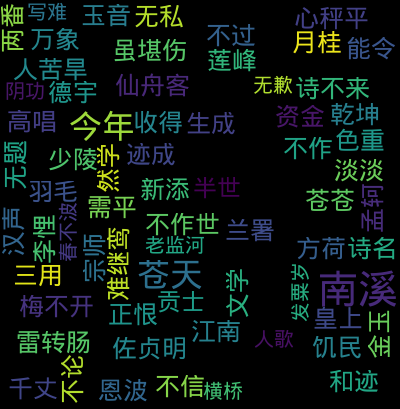 两番
写难
玉音
无私
心秤平
万象
虽堪伤
不过
月桂
能令
人苦旱
莲峰
阴功
德宇
仙舟客
无歉
诗不来
高唱
今年
收得
生成
资金
乾坤
无题
少陵
然学
迹成
不作
色重
羽毛
新添
半世
淡淡
汉声
李悝
春不波
需平
不作世
兰署
苍苍
孟轲
宗师
难继鸾
老监河
方荷
诗名
三用
苍天
文学
发粟岁
南溪
梅不开
正恨
贡士
皇上
金玉
雷转肠
佐贞明
江南
人歌
饥民
千丈
不论
恩波
不信
横桥
和迹